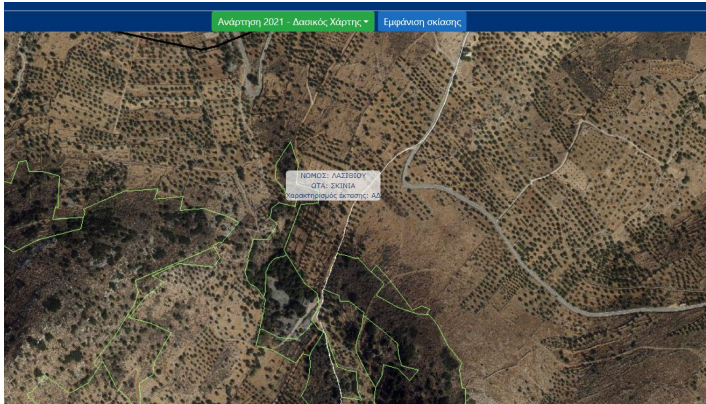 Ανάρτηση 2021 - Δασικός Χάρτης
Εμφάνιση σκίασης
ΝΟΜΟΣ: ΛΑΣΙΘΙΟΥ
ΟΤΑ: ΣΚΙΝΙΑ
Χαρακτηρισμός έκτασης: ΑΔ